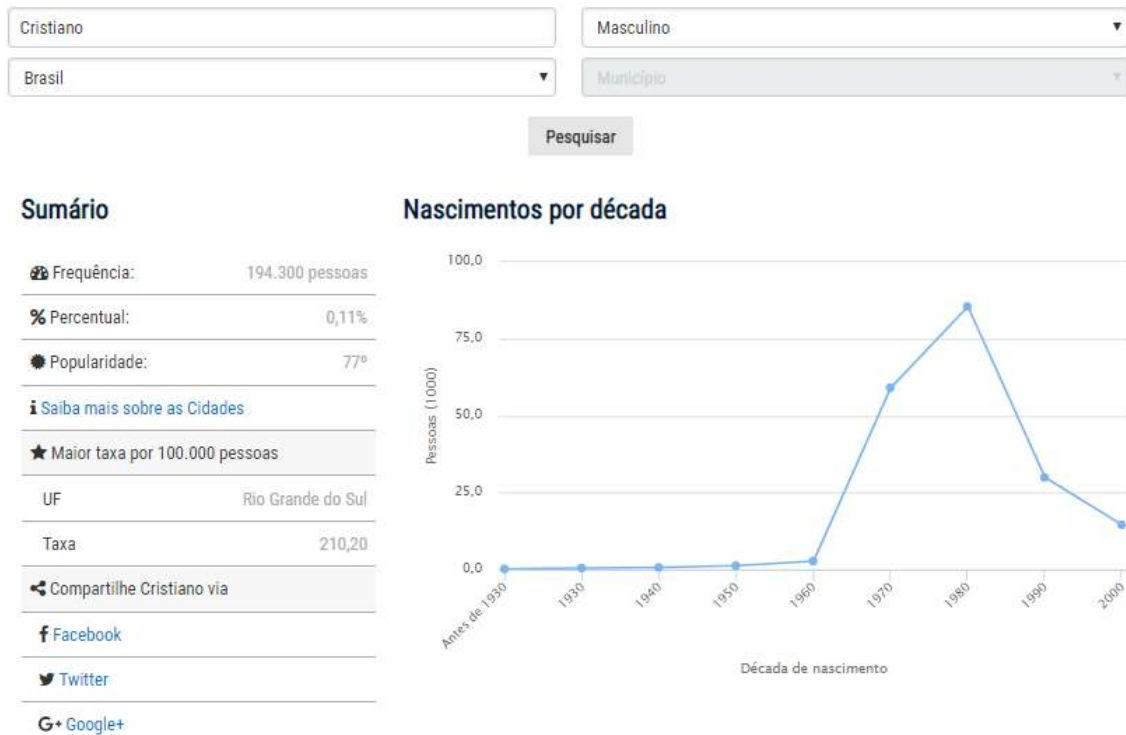 Cristiano
Masculino
Brasil
Município
Pesquisar
Sumário
Frequência: 194.300 pessoas
Percentual: 0,11%
Popularidade: 77º
Saiba mais sobre as Cidades
Maior taxa por 100.000 pessoas
UF Rio Grande do Sul
Taxa 210,20
Compartilhe Cristiano via
Facebook
Twitter
G+ Google+
Nascimentos por década
Pessoas (1000)
100,0
75,0
50,0
25,0
0,0
Antes de 1930
1930
1940
1950
1960
1970
1980
1990
2000
Década de nascimento